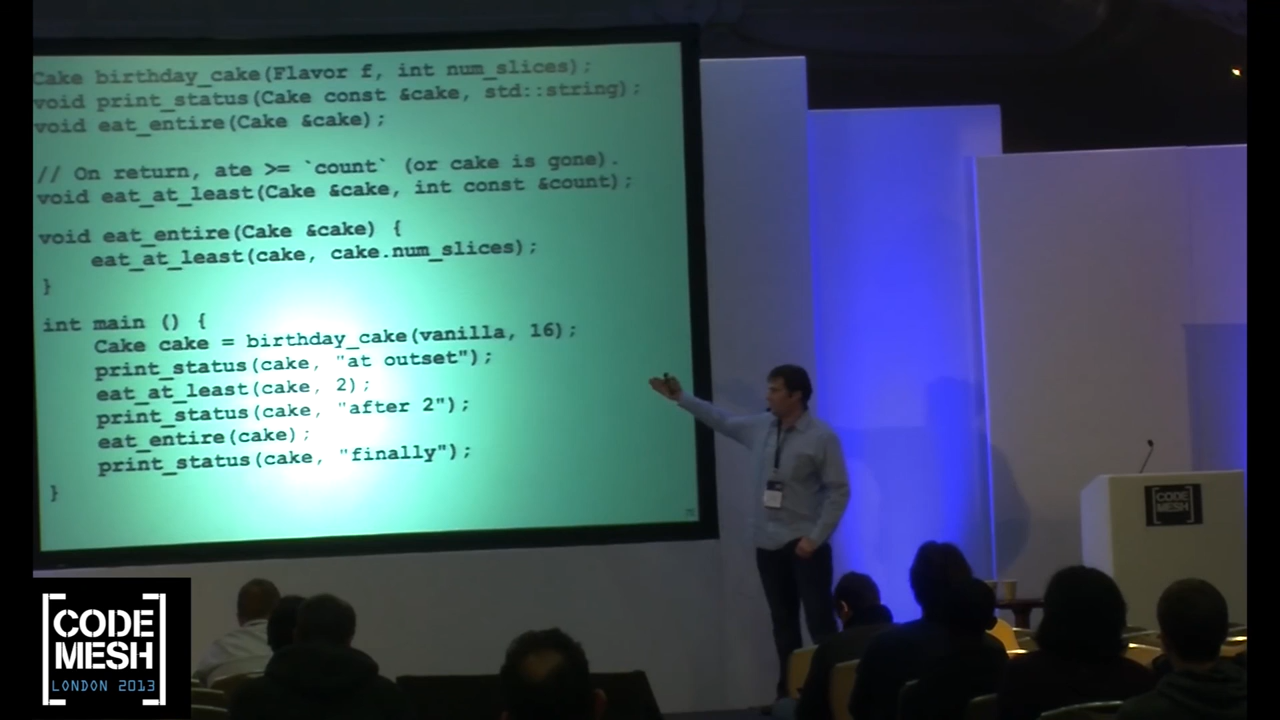 Cake birthday_cake(Flavor f, int num_slices);
void print_status(Cake const &cake, std::string);
void eat_entire(Cake &cake);
// On return, ate >= `count` (or cake is gone).
void eat_at_least(Cake &cake, int const &count);
void eat_entire(Cake &cake) {
    eat_at_least(cake, cake.num_slices);
}
int main () {
    Cake cake = birthday_cake(vanilla, 16);
    print_status(cake, "at outset");
    eat_at_least(cake, 2);
    print_status(cake, "after 2");
    eat_entire(cake);
    print_status(cake, "finally");
}
CODE
MESH
CODE
MESH
LONDON 2013